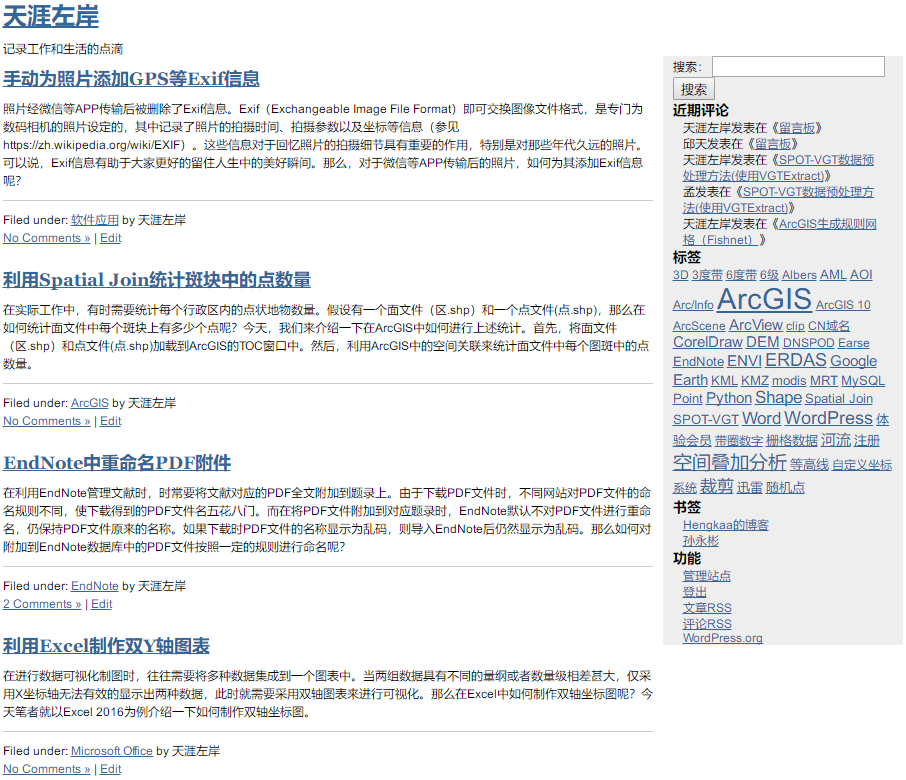 天涯左岸
记录工作和生活的点滴
手动为照片添加GPS等Exif信息
照片经微信等APP传输后被删除了Exif信息。Exif（Exchangeable Image File Format）即可交换图像文件格式，是专门为
数码相机的照片设定的，其中记录了照片的拍摄时间、拍摄参数以及坐标等信息（参见
https://zh.wikipedia.org/wiki/EXIF）。这些信息对于回忆照片的拍摄细节具有重要的作用，特别是对那些年代久远的照片。
可以说，Exif信息有助于大家更好的留住人生中的美好瞬间。那么，对于微信等APP传输后的照片，如何为其添加Exif信息
呢？
Filed under: 软件应用 by 天涯左岸
No Comments » | Edit
利用Spatial Join统计斑块中的点数量
在实际工作中，有时需要统计每个行政区内的点状地物数量。假设有一个面文件（区.shp）和一个点文件(点.shp)，那么在
如何统计面文件中每个斑块上有多少个点呢？今天，我们来介绍一下在ArcGIS中如何进行上述统计。首先，将面文件
（区.shp）和点文件(点.shp)加载到ArcGIS的TOC窗口中。然后，利用ArcGIS中的空间关联来统计面文件中每个图斑中的点
数量。
Filed under: ArcGIS by 天涯左岸
No Comments » | Edit
EndNote中重命名PDF附件
在利用EndNote管理文献时，时常要将文献对应的PDF全文附加到题录上。由于下载PDF文件时，不同网站对PDF文件的命
名规则不同，使下载得到的PDF文件名五花八门。而在将PDF文件附加到对应题录时，EndNote默认不对PDF文件进行重命
名，仍保持PDF文件原来的名称。如果下载时PDF文件的名称显示为乱码，则导入EndNote后仍然显示为乱码。那么如何对
附加到EndNote数据库中的PDF文件按照一定的规则进行命名呢？
Filed under: EndNote by 天涯左岸
2 Comments » | Edit
利用Excel制作双Y轴图表
在进行数据可视化制图时，往往需要将多种数据集成到一个图表中。当两组数据具有不同的量纲或者数量级相差甚大，仅采
用X坐标轴无法有效的显示出两种数据，此时就需要采用双轴图表来进行可视化。那么在Excel中如何制作双轴坐标图呢？今
天笔者就以Excel 2016为例介绍一下如何制作双轴坐标图。
Filed under: Microsoft Office by 天涯左岸
No Comments » | Edit
搜索：
搜索
近期评论
天涯左岸发表在《留言板》
邱天发表在《留言板》
天涯左岸发表在《SPOT-VGT数据预
处理方法(使用VGTExtract)》
孟发表在《SPOT-VGT数据预处理方
法(使用VGTExtract)》
天涯左岸发表在《ArcGIS生成规则网
格（Fishnet）》
标签
3D 3度带 6度带 6级 Albers AML AOI
Arc/Info ArcGIS ArcGIS 10
ArcScene ArcView clip CN域名
CorelDraw DEM DNSPOD Earse
EndNote ENVI ERDAS Google
Earth KML KMZ modis MRT MySQL
Point Python Shape Spatial Join
SPOT-VGT Word WordPress 体
验会员 带圈数字 栅格数据 河流 注册
空间叠加分析 等高线 自定义坐标
系统 裁剪 迅雷 随机点
书签
Hengkaa的博客
孙永彬
功能
管理站点
登出
文章RSS
评论RSS
WordPress.org